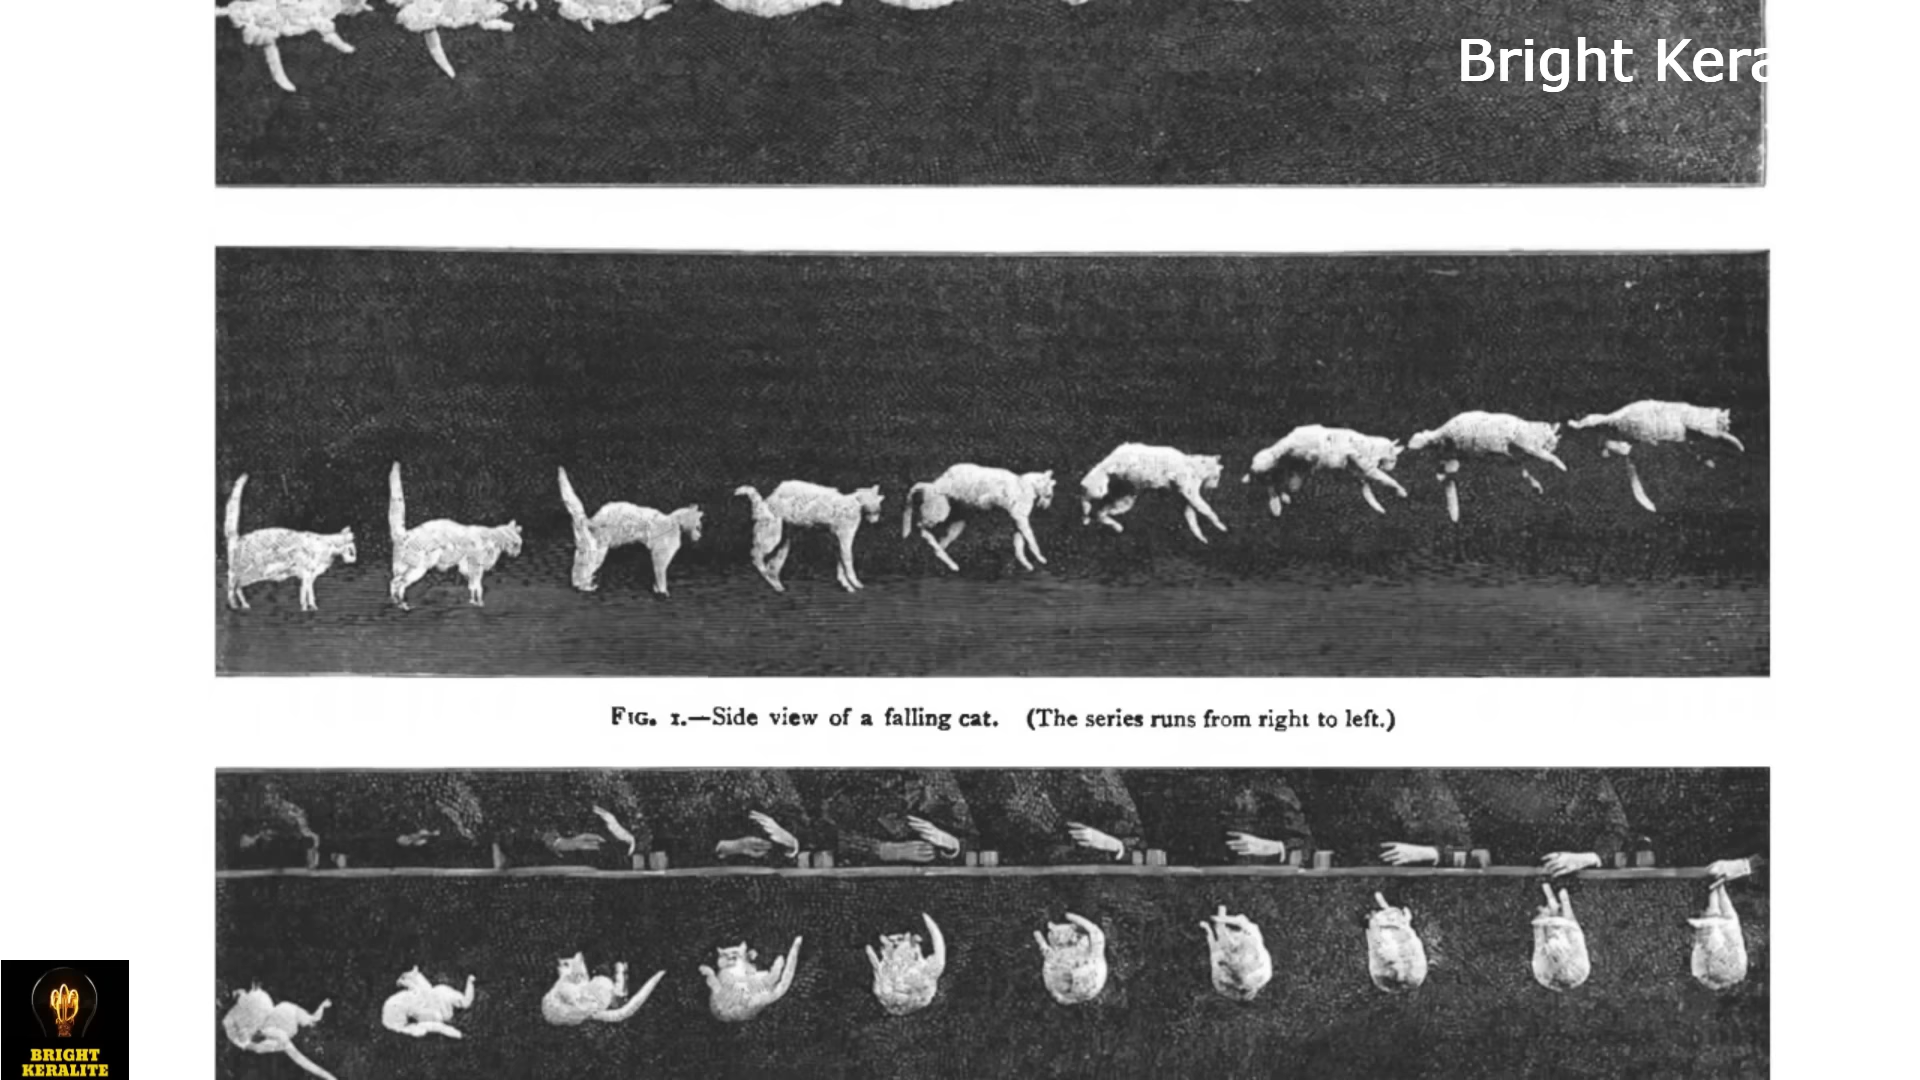 Bright Kera
Fig. 1.—Side view of a falling cat. (The series runs from right to left.)
BRIGHT
KERALITE